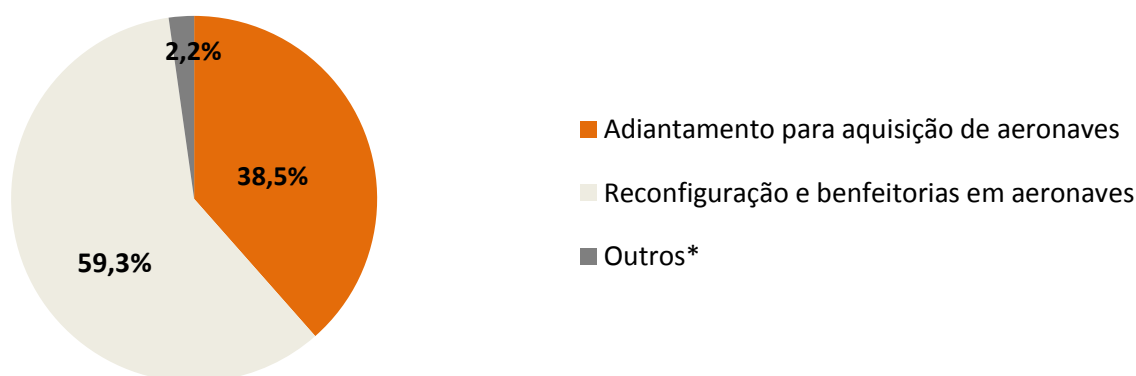 2,2%
38,5%
59,3%
Adiantamento para aquisição de aeronaves
Reconfiguração e benfeitorias em aeronaves
Outros*